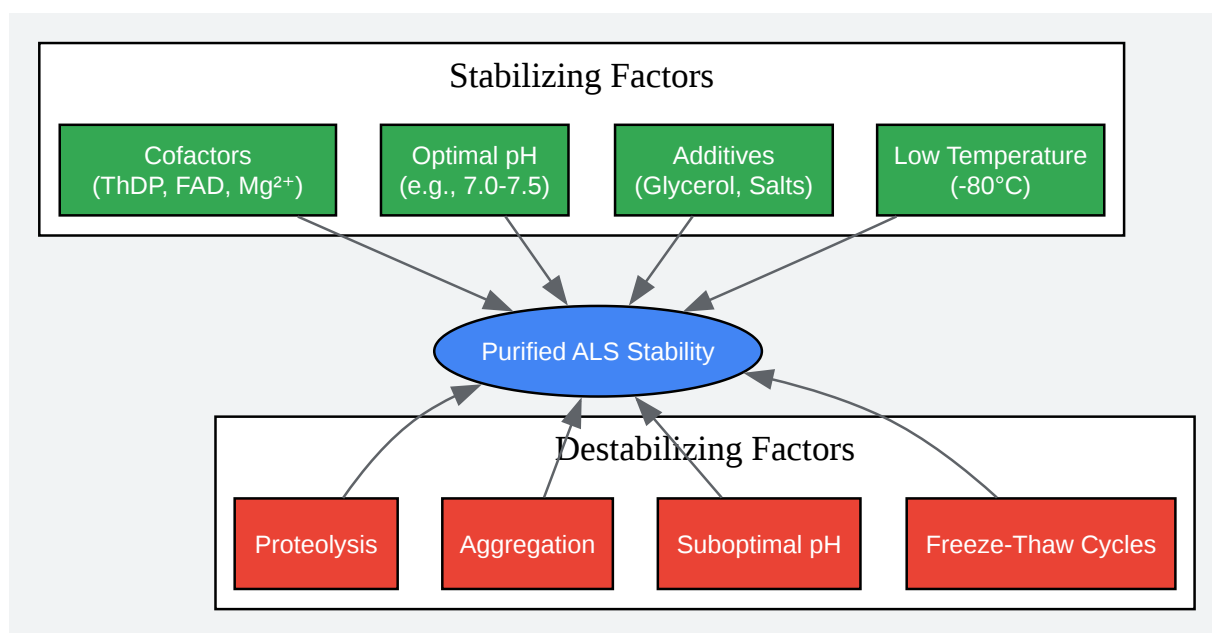 Stabilizing Factors
Cofactors
(ThDP, FAD, Mg²⁺)
Optimal pH
(e.g., 7.0-7.5)
Additives
(Glycerol, Salts)
Low Temperature
(-80°C)
Purified ALS Stability
Destabilizing Factors
Proteolysis
Aggregation
Suboptimal pH
Freeze-Thaw Cycles